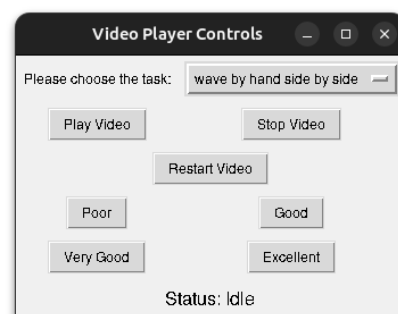 Video Player Controls
Please choose the task: wave by hand side by side
Play Video Stop Video
Restart Video
Poor Good
Very Good Excellent
Status: Idle